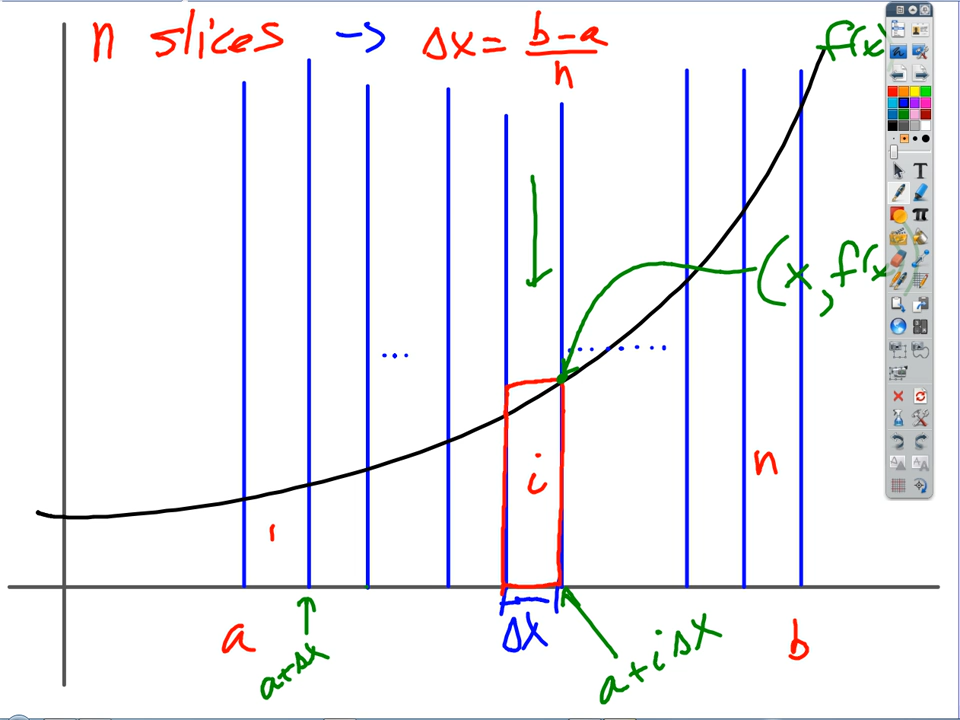 n slices → Δx = b-a/n
f(x)
(x, f(x
... ........
i
n
1
a
Δx
b
a+Δx
a+iΔx
T
π